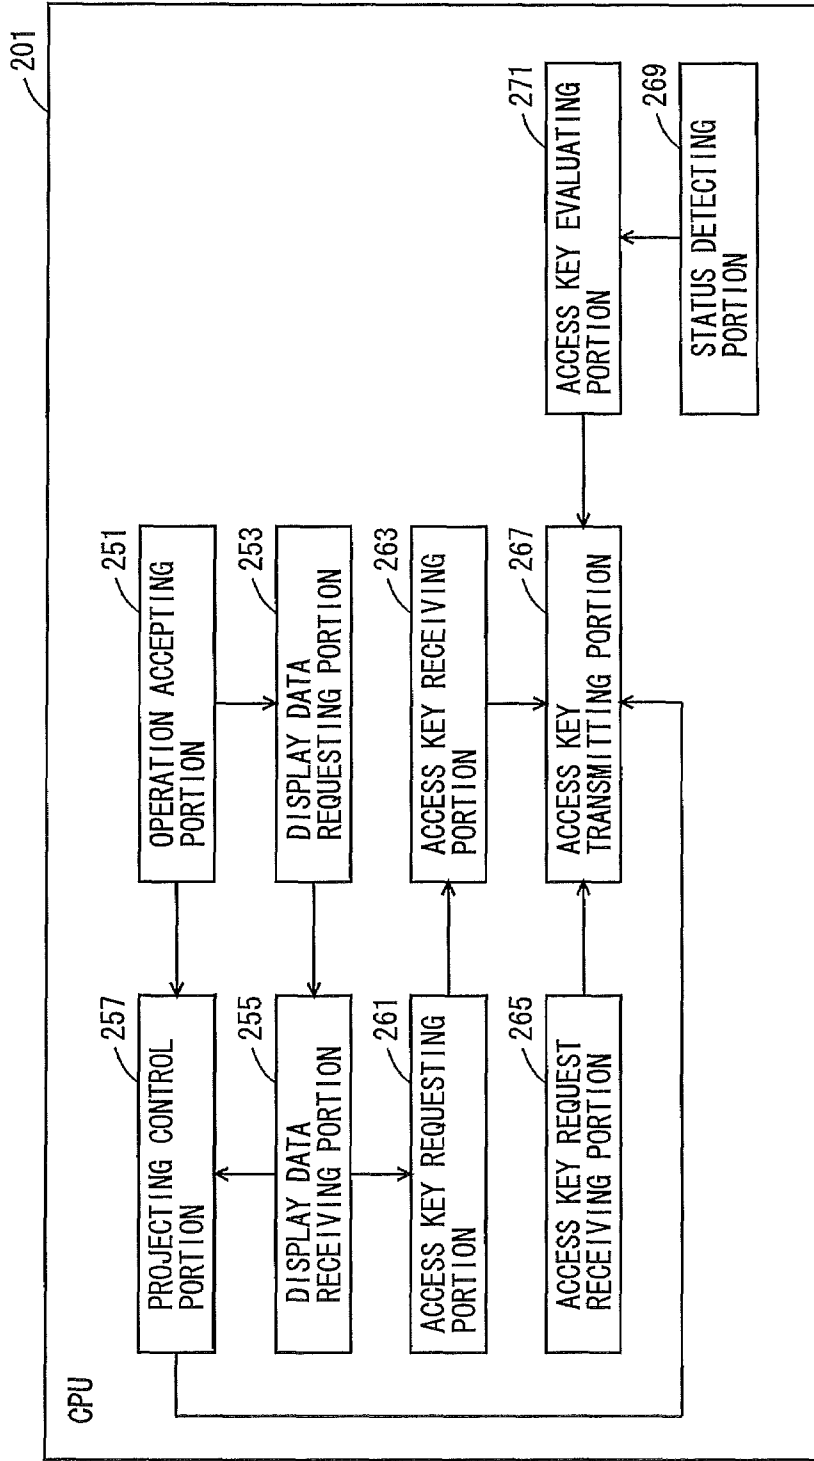 201
CPU
257
PROJECTING CONTROL
PORTION
251
OPERATION ACCEPTING
PORTION
255
DISPLAY DATA
RECEIVING PORTION
253
DISPLAY DATA
REQUESTING PORTION
261
ACCESS KEY REQUESTING
PORTION
263
ACCESS KEY RECEIVING
PORTION
265
ACCESS KEY REQUEST
RECEIVING PORTION
267
ACCESS KEY
TRANSMITTING PORTION
271
ACCESS KEY EVALUATING
PORTION
269
STATUS DETECTING
PORTION